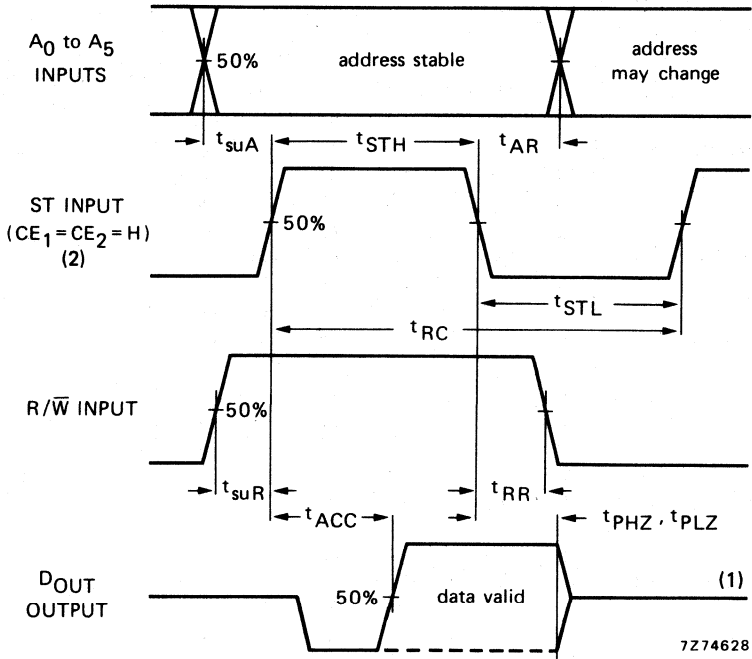 A0 to A5
INPUTS
50%
address stable
address
may change
tsuA
tSTH
tAR
ST INPUT
(CE1=CE2=H)
(2)
50%
tSTL
tRC
R/W̅ INPUT
50%
tsuR
tRR
tACC
tPHZ, tPLZ
DOUT
OUTPUT
50%
data valid
(1)
7Z74628